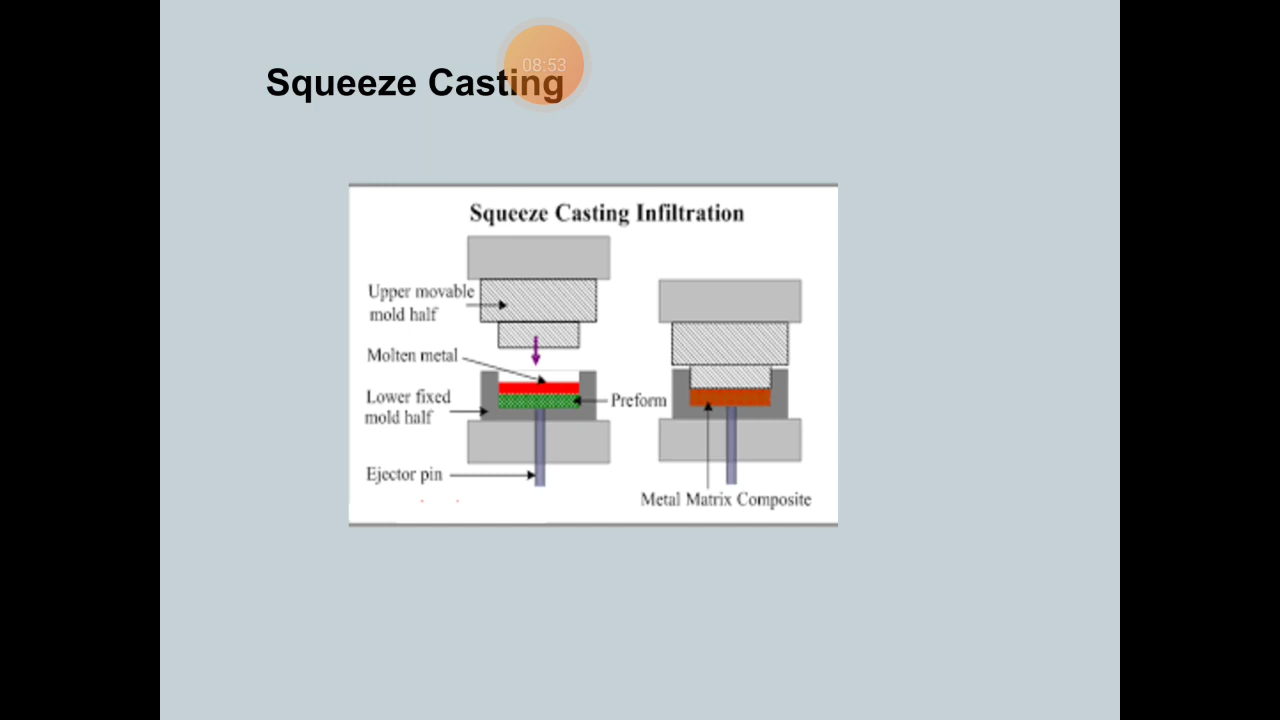 Squeeze Casting
08:53
Squeeze Casting Infiltration
Upper movable
mold half
Molten metal
Lower fixed
mold half
Preform
Ejector pin
Metal Matrix Composite